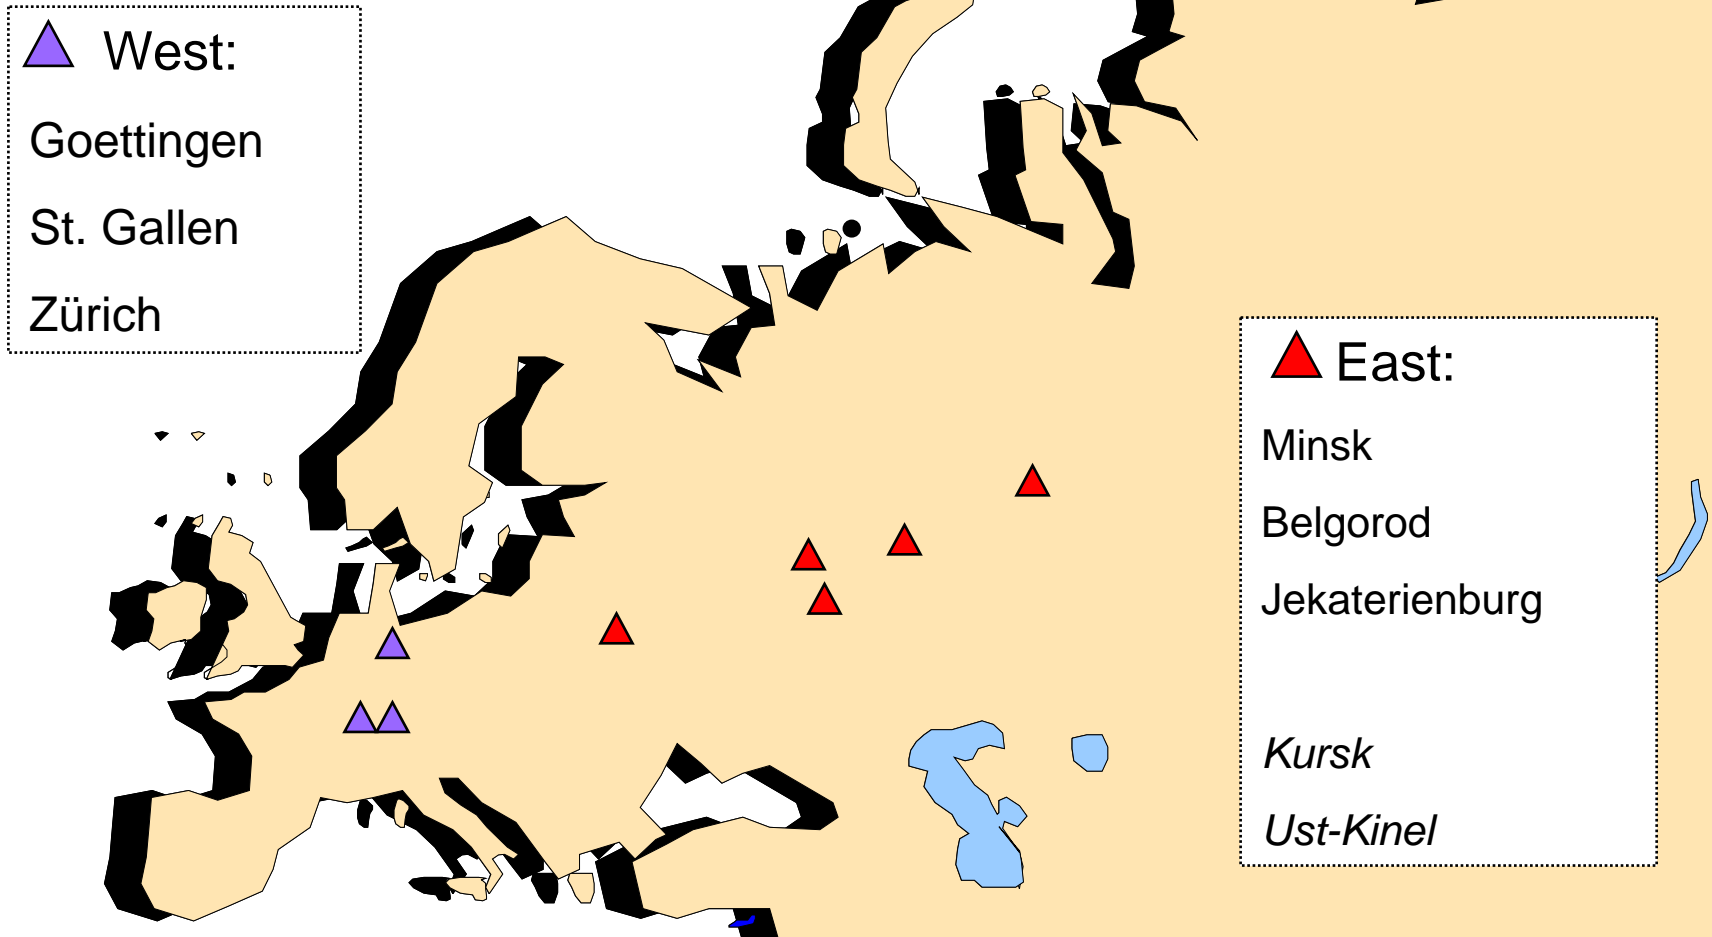 West:
Goettingen
St. Gallen
Zürich
East:
Minsk
Belgorod
Jekaterienburg
Kursk
Ust-Kinel